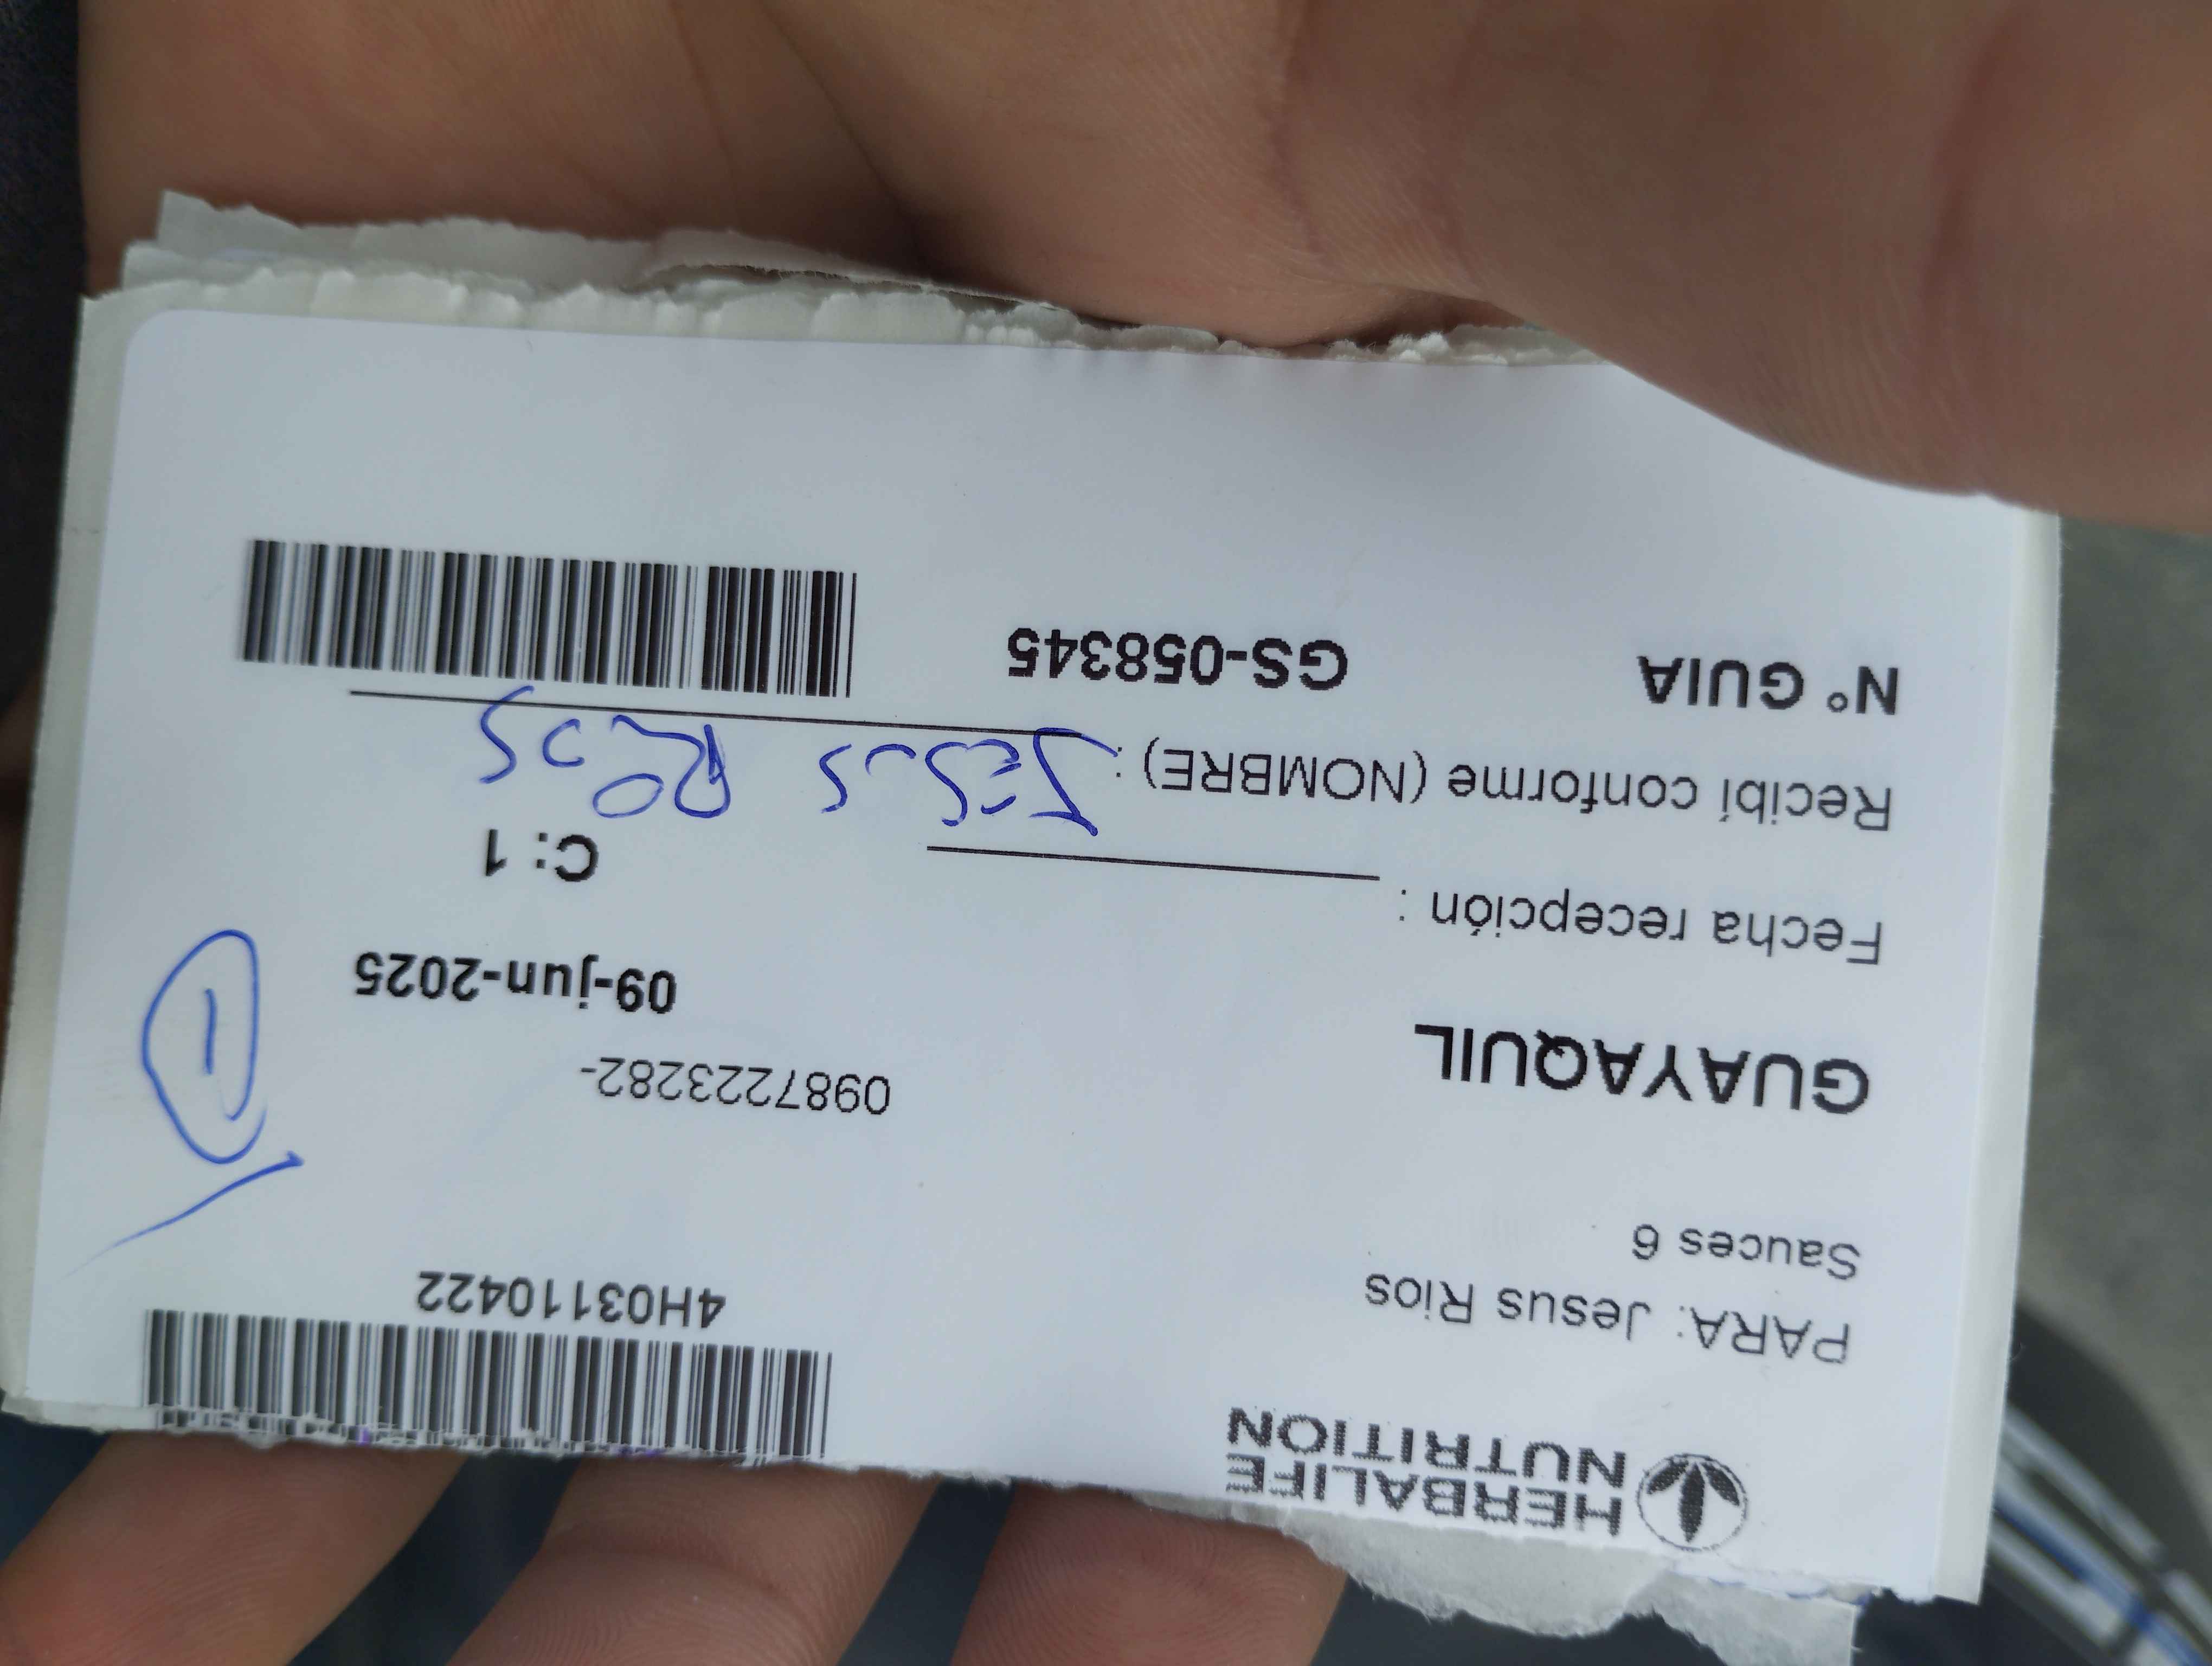 HERBALIFE
NUTRITION
4H03110422
PARA: Jesus Rios
Sauces 6
0987223282-
GUAYAQUIL
09-jun-2025
1
Fecha recepción :
C: 1
Recibí conforme (NOMBRE) : JESUS RIOS
N° GUIA GS-058345